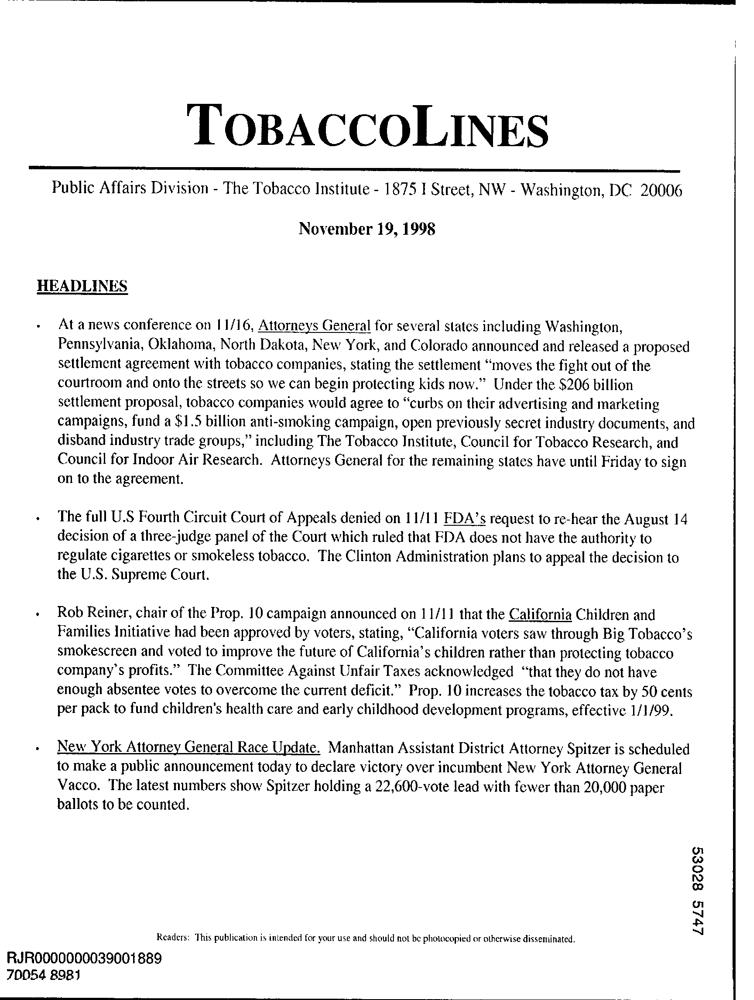 TOBACCOLINES
Public Affairs Division - The Tobacco Institute - 1875 I Street, NW - Washington, DC 20006
November 19, 1998
HEADLINES
• At a news conference on 11/16, Attorneys General for several states including Washington,
Pennsylvania, Oklahoma, North Dakota, New York, and Colorado announced and released a proposed
settlement agreement with tobacco companies, stating the settlement “moves the fight out of the
courtroom and onto the streets so we can begin protecting kids now.” Under the $206 billion
settlement proposal, tobacco companies would agree to “curbs on their advertising and marketing
campaigns, fund a $1.5 billion anti-smoking campaign, open previously secret industry documents, and
disband industry trade groups,” including The Tobacco Institute, Council for Tobacco Research, and
Council for Indoor Air Research. Attorneys General for the remaining states have until Friday to sign
on to the agreement.
• The full U.S Fourth Circuit Court of Appeals denied on 11/11 FDA's request to re-hear the August 14
decision of a three-judge panel of the Court which ruled that FDA does not have the authority to
regulate cigarettes or smokeless tobacco. The Clinton Administration plans to appeal the decision to
the U.S. Supreme Court.
• Rob Reiner, chair of the Prop. 10 campaign announced on 11/11 that the California Children and
Families Initiative had been approved by voters, stating, “California voters saw through Big Tobacco's
smokescreen and voted to improve the future of California's children rather than protecting tobacco
company's profits.” The Committee Against Unfair Taxes acknowledged “that they do not have
enough absentee votes to overcome the current deficit.” Prop. 10 increases the tobacco tax by 50 cents
per pack to fund children's health care and early childhood development programs, effective 1/1/99.
• New York Attorney General Race Update. Manhattan Assistant District Attorney Spitzer is scheduled
to make a public announcement today to declare victory over incumbent New York Attorney General
Vacco. The latest numbers show Spitzer holding a 22,600-vote lead with fewer than 20,000 paper
ballots to be counted.
53028 5747
Readers: This publication is intended for your use and should not be photocopied or otherwise disseminated.
RJR0000000039001889
70054 8981